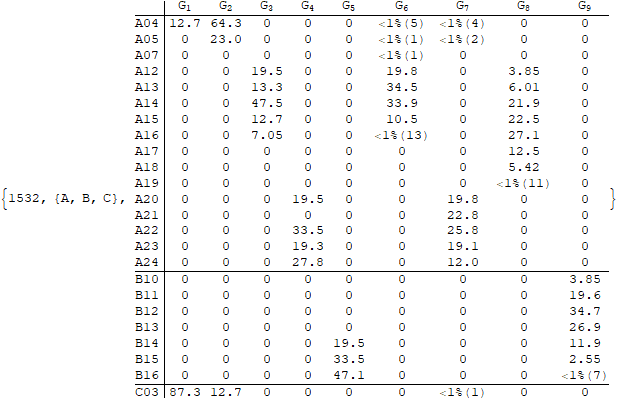 G1 G2 G3 G4 G5 G6 G7 G8 G9
A04 12.7 64.3 0 0 0 <1%(5) <1%(4) 0 0
A05 0 23.0 0 0 0 <1%(1) <1%(2) 0 0
A07 0 0 0 0 0 <1%(1) 0 0 0
A12 0 0 19.5 0 0 19.8 0 3.85 0
A13 0 0 13.3 0 0 34.5 0 6.01 0
A14 0 0 47.5 0 0 33.9 0 21.9 0
A15 0 0 12.7 0 0 10.5 0 22.5 0
A16 0 0 7.05 0 0 <1%(13) 0 27.1 0
A17 0 0 0 0 0 0 0 12.5 0
A18 0 0 0 0 0 0 0 5.42 0
A19 0 0 0 0 0 0 0 <1%(11) 0
{1532, {A, B, C}, A20 0 0 0 19.5 0 0 19.8 0 0 }
A21 0 0 0 0 0 0 22.8 0 0
A22 0 0 0 33.5 0 0 25.8 0 0
A23 0 0 0 19.3 0 0 19.1 0 0
A24 0 0 0 27.8 0 0 12.0 0 0
B10 0 0 0 0 0 0 0 0 3.85
B11 0 0 0 0 0 0 0 0 19.6
B12 0 0 0 0 0 0 0 0 34.7
B13 0 0 0 0 0 0 0 0 26.9
B14 0 0 0 0 19.5 0 0 0 11.9
B15 0 0 0 0 33.5 0 0 0 2.55
B16 0 0 0 0 47.1 0 0 0 <1%(7)
C03 87.3 12.7 0 0 0 0 <1%(1) 0 0